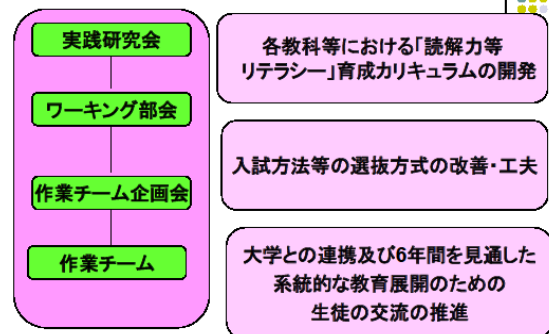 実践研究会
ワーキング部会
作業チーム企画会
作業チーム
各教科等における「読解力等
リテラシー」育成カリキュラムの開発
入試方法等の選抜方式の改善・工夫
大学との連携及び6年間を見通した
系統的な教育展開のための
生徒の交流の推進